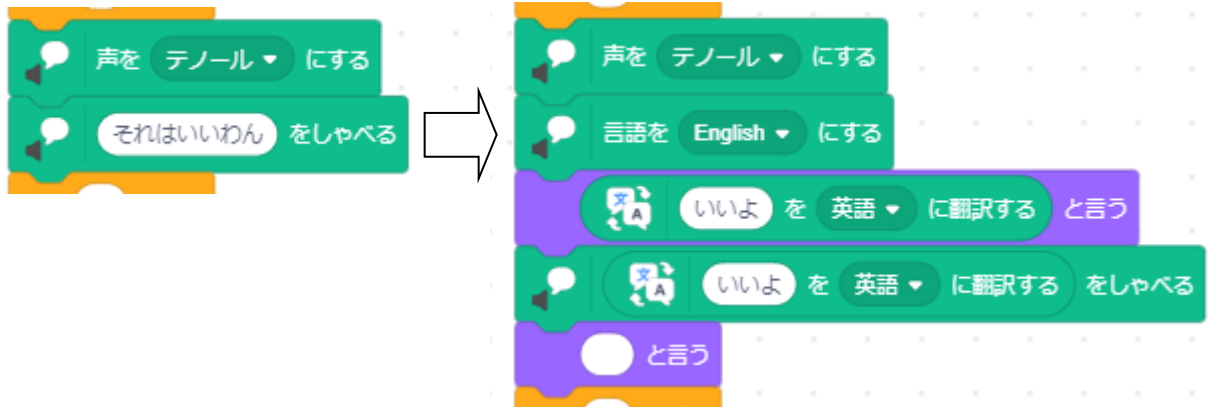 声を テノール にする
それはいいわん をしゃべる
声を テノール にする
言語を English にする
文 A いいよ を 英語 に翻訳する と言う
文 A いいよ を 英語 に翻訳する をしゃべる
と言う